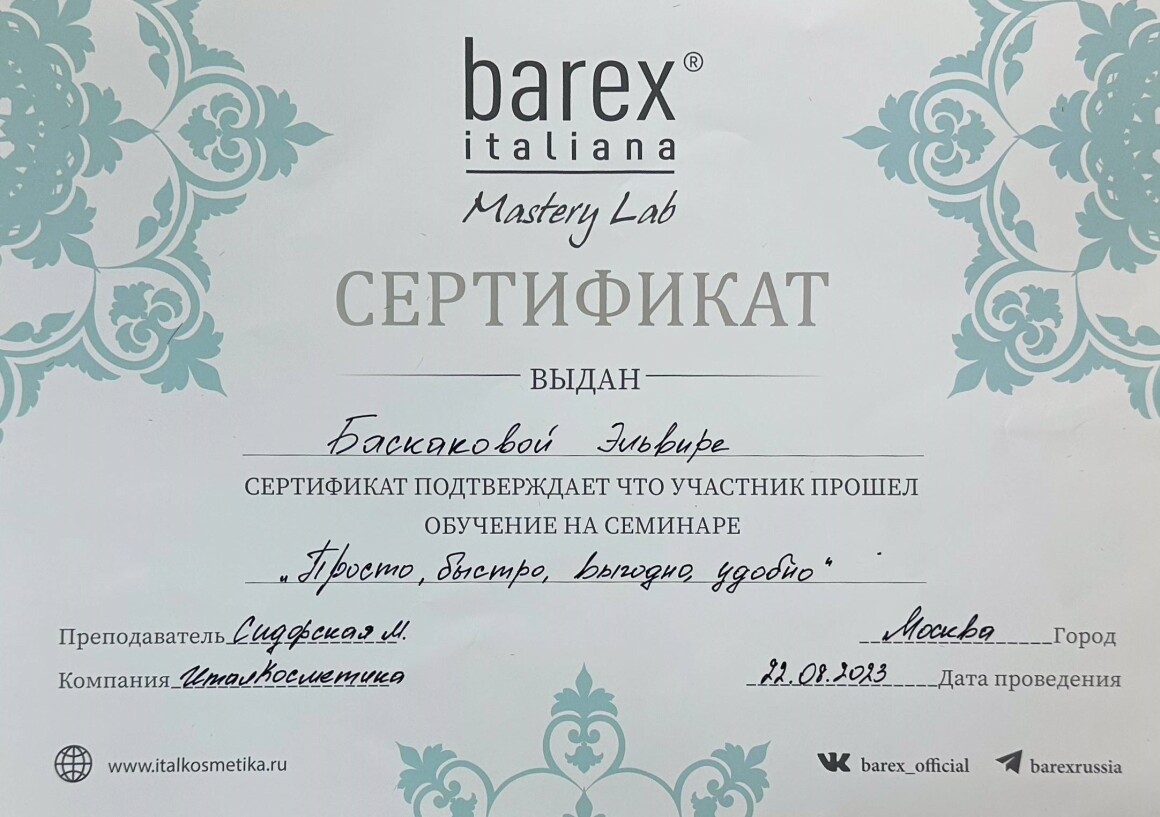 barex®
italiana
Mastery Lab
СЕРТИФИКАТ
ВЫДАН
Баскаковой Эльвире
СЕРТИФИКАТ ПОДТВЕРЖДАЕТ ЧТО УЧАСТНИК ПРОШЕЛ
ОБУЧЕНИЕ НА СЕМИНАРЕ
„Просто, быстро, выгодно, удобно“
Преподаватель Сидорская М.
Москва Город
Компания ИталКосметика
22.08.2023 Дата проведения
www.italkosmetika.ru
barex_official
barexrussia